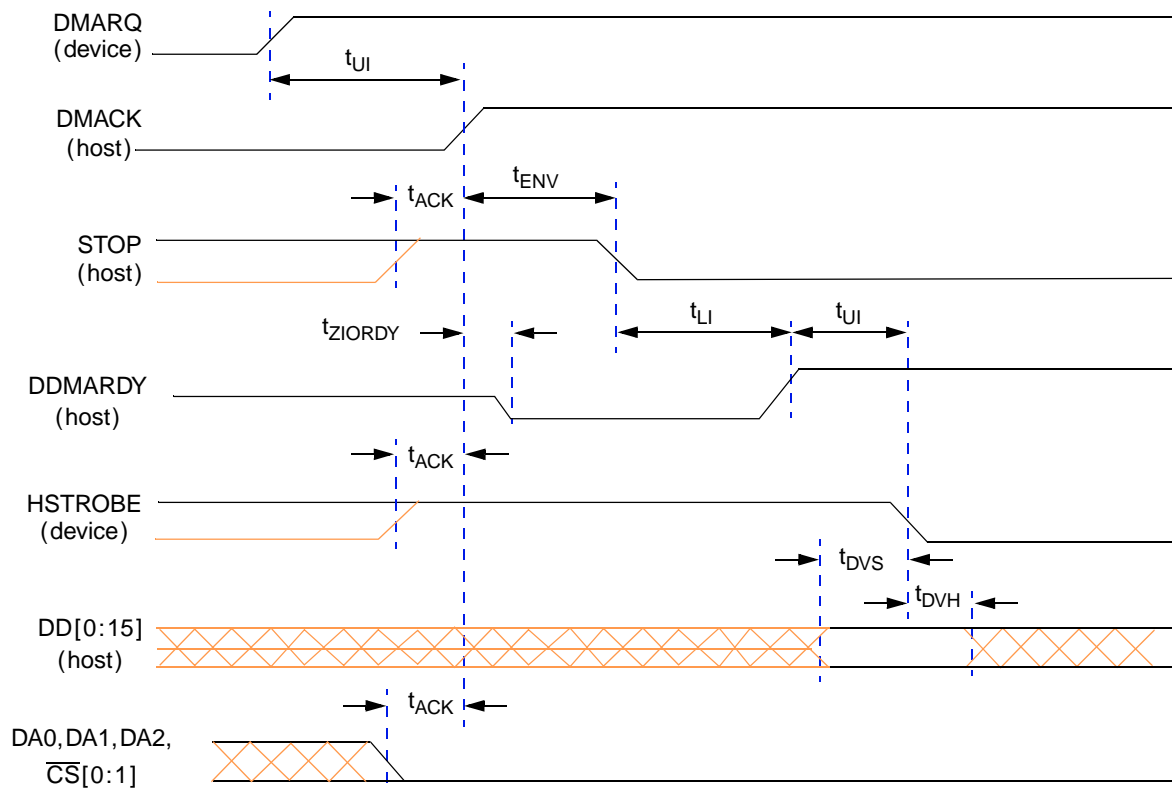 DMARQ
(device)
tUI
DMACK
(host)
tACK
tENV
STOP
(host)
tZIORDY
tLI
tUI
DDMARDY
(host)
tACK
HSTROBE
(device)
tDVS
tDVH
DD[0:15]
(host)
tACK
DA0,DA1,DA2,
C̅S̅[0:1]